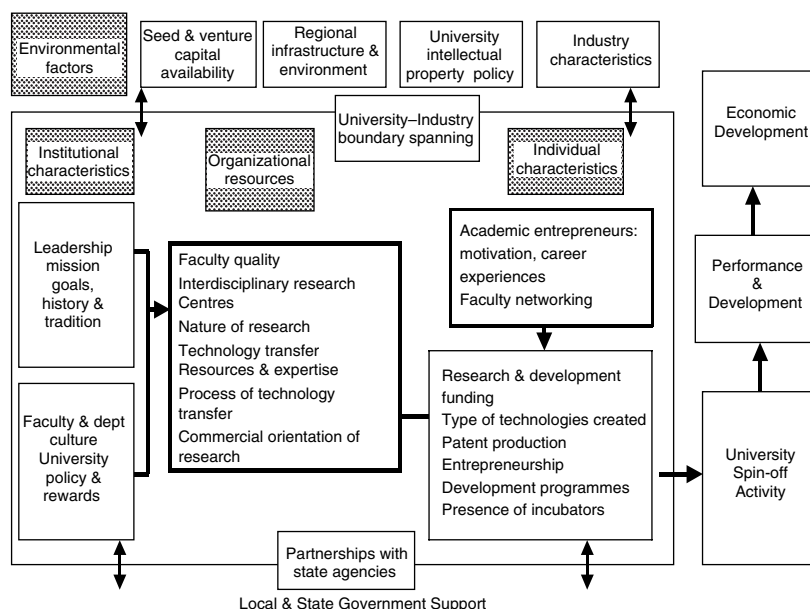 Environmental
factors
Seed & venture
capital
availability
Regional
infrastructure &
environment
University
intellectual
property policy
Industry
characteristics
University–Industry
boundary spanning
Institutional
characteristics
Organizational
resources
Individual
characteristics
Economic
Development
Leadership
mission
goals,
history &
tradition
Faculty quality
Interdisciplinary research
Centres
Nature of research
Technology transfer
Resources & expertise
Process of technology
transfer
Commercial orientation of
research
Academic entrepreneurs:
motivation, career
experiences
Faculty networking
Performance
&
Development
Faculty & dept
culture
University
policy &
rewards
Research & development
funding
Type of technologies created
Patent production
Entrepreneurship
Development programmes
Presence of incubators
University
Spin-off
Activity
Partnerships with
state agencies
Local & State Government Support